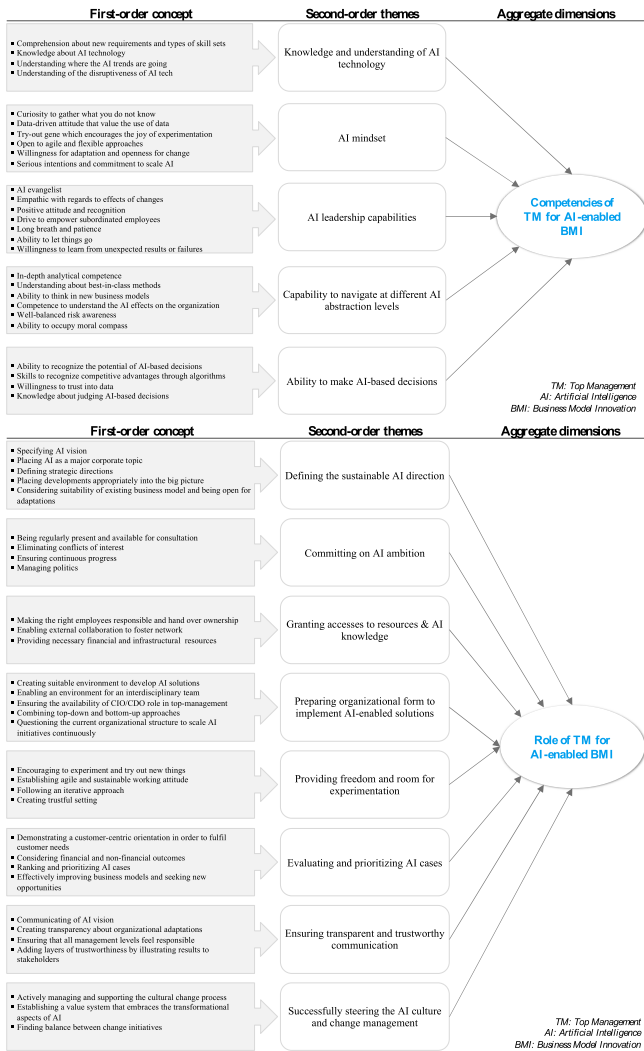 First-order concept
Second-order themes
Aggregate dimensions
▪ Comprehension about new requirements and types of skill sets
▪ Knowledge about AI technology
▪ Understanding where the AI trends are going
▪ Understanding of the disruptiveness of AI tech
Knowledge and understanding of AI
technology
▪ Curiosity to gather what you do not know
▪ Data-driven attitude that value the use of data
▪ Try-out gene which encourages the joy of experimentation
▪ Open to agile and flexible approaches
▪ Willingness for adaptation and openness for change
▪ Serious intentions and commitment to scale AI
AI mindset
▪ AI evangelist
▪ Empathic with regards to effects of changes
▪ Positive attitude and recognition
▪ Drive to empower subordinated employees
▪ Long breath and patience
▪ Ability to let things go
▪ Willingness to learn from unexpected results or failures
AI leadership capabilities
Competencies of
TM for AI-enabled
BMI
▪ In-depth analytical competence
▪ Understanding about best-in-class methods
▪ Ability to think in new business models
▪ Competence to understand the AI effects on the organization
▪ Well-balanced risk awareness
▪ Ability to occupy moral compass
Capability to navigate at different AI
abstraction levels
▪ Ability to recognize the potential of AI-based decisions
▪ Skills to recognize competitive advantages through algorithms
▪ Willingness to trust into data
▪ Knowledge about judging AI-based decisions
Ability to make AI-based decisions
TM: Top Management
AI: Artificial Intelligence
BMI: Business Model Innovation
First-order concept
Second-order themes
Aggregate dimensions
▪ Specifying AI vision
▪ Placing AI as a major corporate topic
▪ Defining strategic directions
▪ Placing developments appropriately into the big picture
▪ Considering suitability of existing business model and being open for
adaptations
Defining the sustainable AI direction
▪ Being regularly present and available for consultation
▪ Eliminating conflicts of interest
▪ Ensuring continuous progress
▪ Managing politics
Committing on AI ambition
▪ Making the right employees responsible and hand over ownership
▪ Enabling external collaboration to foster network
▪ Providing necessary financial and infrastructural resources
Granting accesses to resources & AI
knowledge
▪ Creating suitable environment to develop AI solutions
▪ Enabling an environment for an interdisciplinary team
▪ Ensuring the availability of CIO/CDO role in top-management
▪ Combining top-down and bottom-up approaches
▪ Questioning the current organizational structure to scale AI
initiatives continuously
Preparing organizational form to
implement AI-enabled solutions
Role of TM for
AI-enabled BMI
▪ Encouraging to experiment and try out new things
▪ Establishing agile and sustainable working attitude
▪ Following an iterative approach
▪ Creating trustful setting
Providing freedom and room for
experimentation
▪ Demonstrating a customer-centric orientation in order to fulfil
customer needs
▪ Considering financial and non-financial outcomes
▪ Ranking and prioritizing AI cases
▪ Effectively improving business models and seeking new
opportunities
Evaluating and prioritizing AI cases
▪ Communicating of AI vision
▪ Creating transparency about organizational adaptations
▪ Ensuring that all management levels feel responsible
▪ Adding layers of trustworthiness by illustrating results to
stakeholders
Ensuring transparent and trustworthy
communication
▪ Actively managing and supporting the cultural change process
▪ Establishing a value system that embraces the transformational
aspects of AI
▪ Finding balance between change initiatives
Successfully steering the AI culture
and change management
TM: Top Management
AI: Artificial Intelligence
BMI: Business Model Innovation